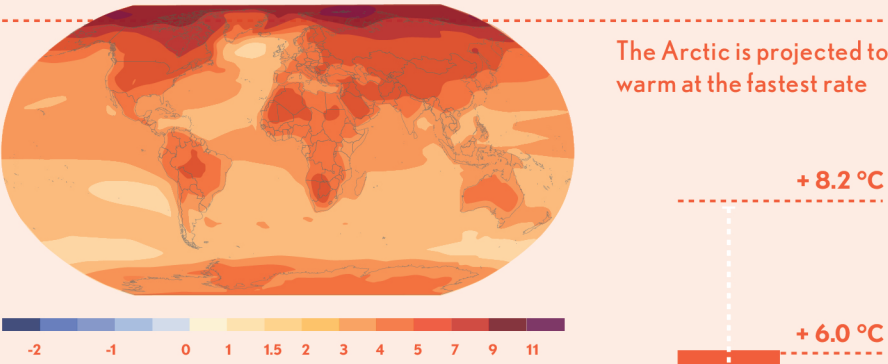 The Arctic is projected to
warm at the fastest rate
+ 8.2 °C
+ 6.0 °C
-2 -1 0 1 1.5 2 3 4 5 7 9 11